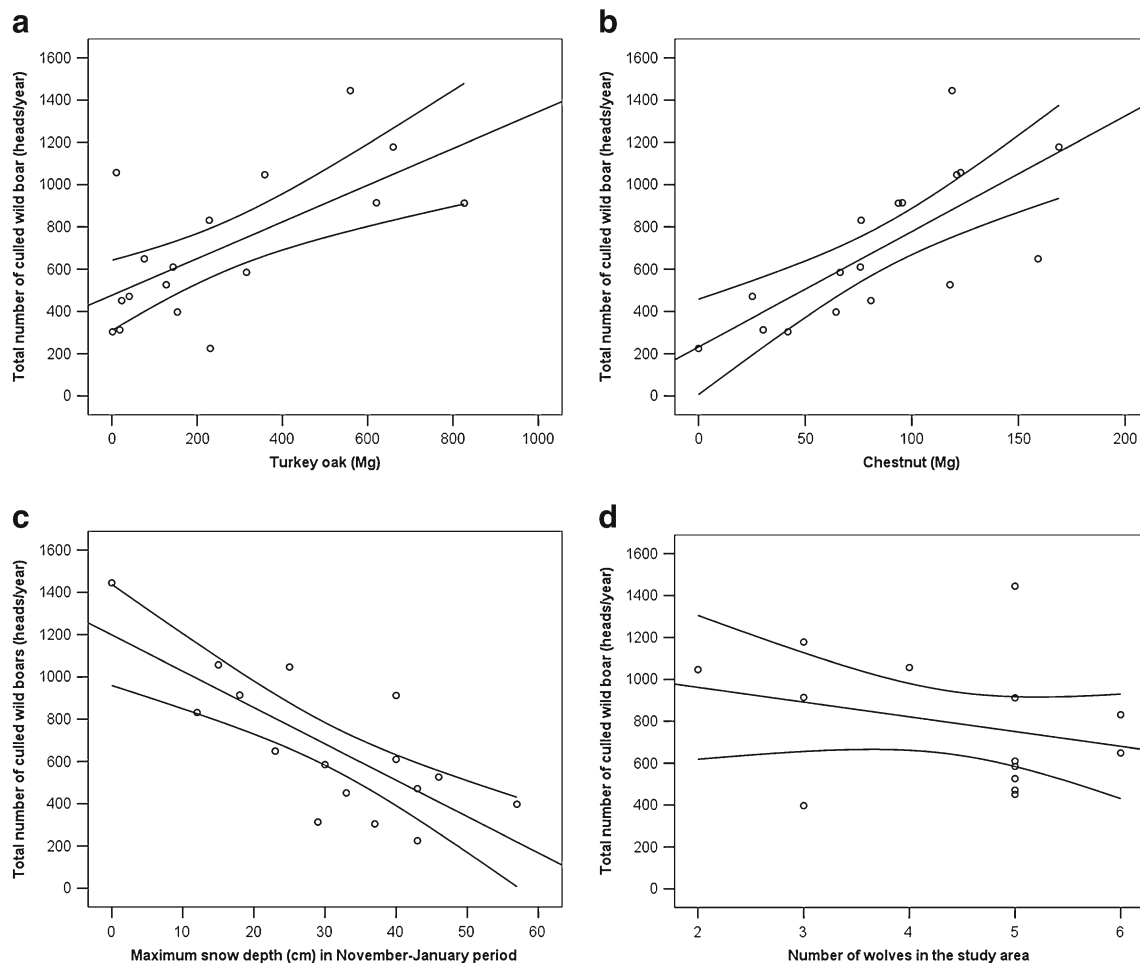 a
Total number of culled wild boar (heads/year)
1600
1400
1200
1000
800
600
400
200
0
0 200 400 600 800 1000
Turkey oak (Mg)
b
Total number of culled wild boar (heads/year)
1600
1400
1200
1000
800
600
400
200
0
0 50 100 150 200
Chestnut (Mg)
c
Total number of culled wild boars (heads/year)
1600
1400
1200
1000
800
600
400
200
0
0 10 20 30 40 50 60
Maximum snow depth (cm) in November-January period
d
Total number of culled wild boar (heads/year)
1600
1400
1200
1000
800
600
400
200
0
2 3 4 5 6
Number of wolves in the study area